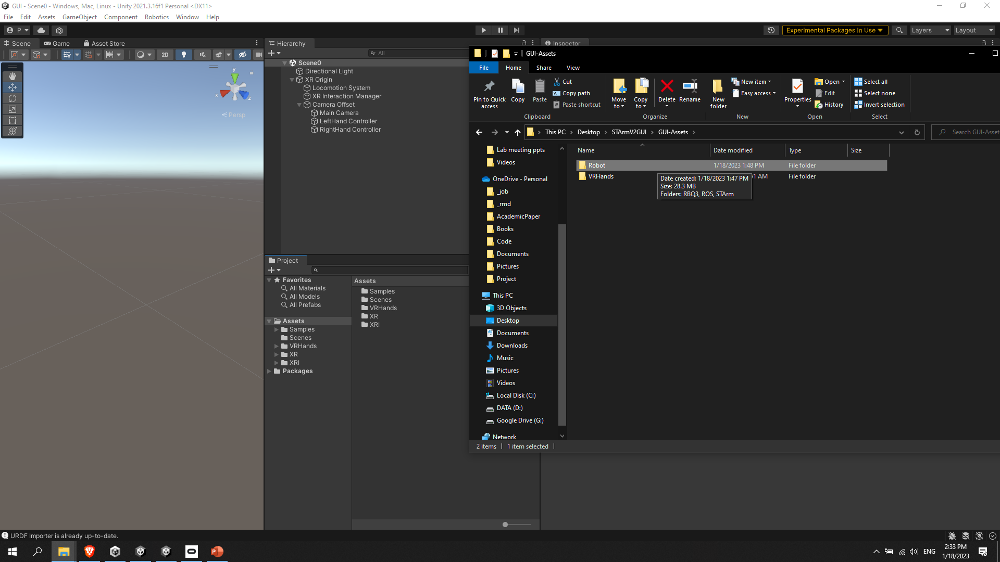 GUI - Scene0 - Windows, Mac, Linux - Unity 2021.3.16f1 Personal <DX11>
File Edit Assets GameObject Component Robotics Window Help
P
Experimental Packages In Use
Layers
Layout
Scene
Game
Asset Store
2D
y
x
z
Persp
Hierarchy
All
Scene0
Directional Light
XR Origin
Locomotion System
XR Interaction Manager
Camera Offset
Main Camera
LeftHand Controller
RightHand Controller
Project
Favorites
All Materials
All Models
All Prefabs
Assets
Samples
Scenes
VRHands
XR
XRI
Packages
Assets
Samples
Scenes
VRHands
XR
XRI
Inspector
GUI-Assets
File Home Share View
Pin to Quick access
Copy
Paste
Cut
Copy path
Paste shortcut
Clipboard
Move to
Copy to
Delete
Rename
Organize
New folder
New item
Easy access
New
Properties
Open
Edit
History
Open
Select all
Select none
Invert selection
Select
This PC > Desktop > STArmV2GUI > GUI-Assets >
Search GUI-Asset
Lab meeting ppts
Videos
OneDrive - Personal
_job
_rmd
AcademicPaper
Books
Code
Documents
Pictures
Project
This PC
3D Objects
Desktop
Documents
Downloads
Music
Pictures
Videos
Local Disk (C:)
DATA (D:)
Google Drive (G:)
Network
Name Date modified Type Size
Robot 1/18/2023 1:48 PM File folder
VRHands 51 AM File folder
Date created: 1/18/2023 1:47 PM
Size: 28.3 MB
Folders: RBQ3, ROS, STArm
2 items 1 item selected
URDF Importer is already up-to-date.
P
ENG
2:33 PM
1/18/2023